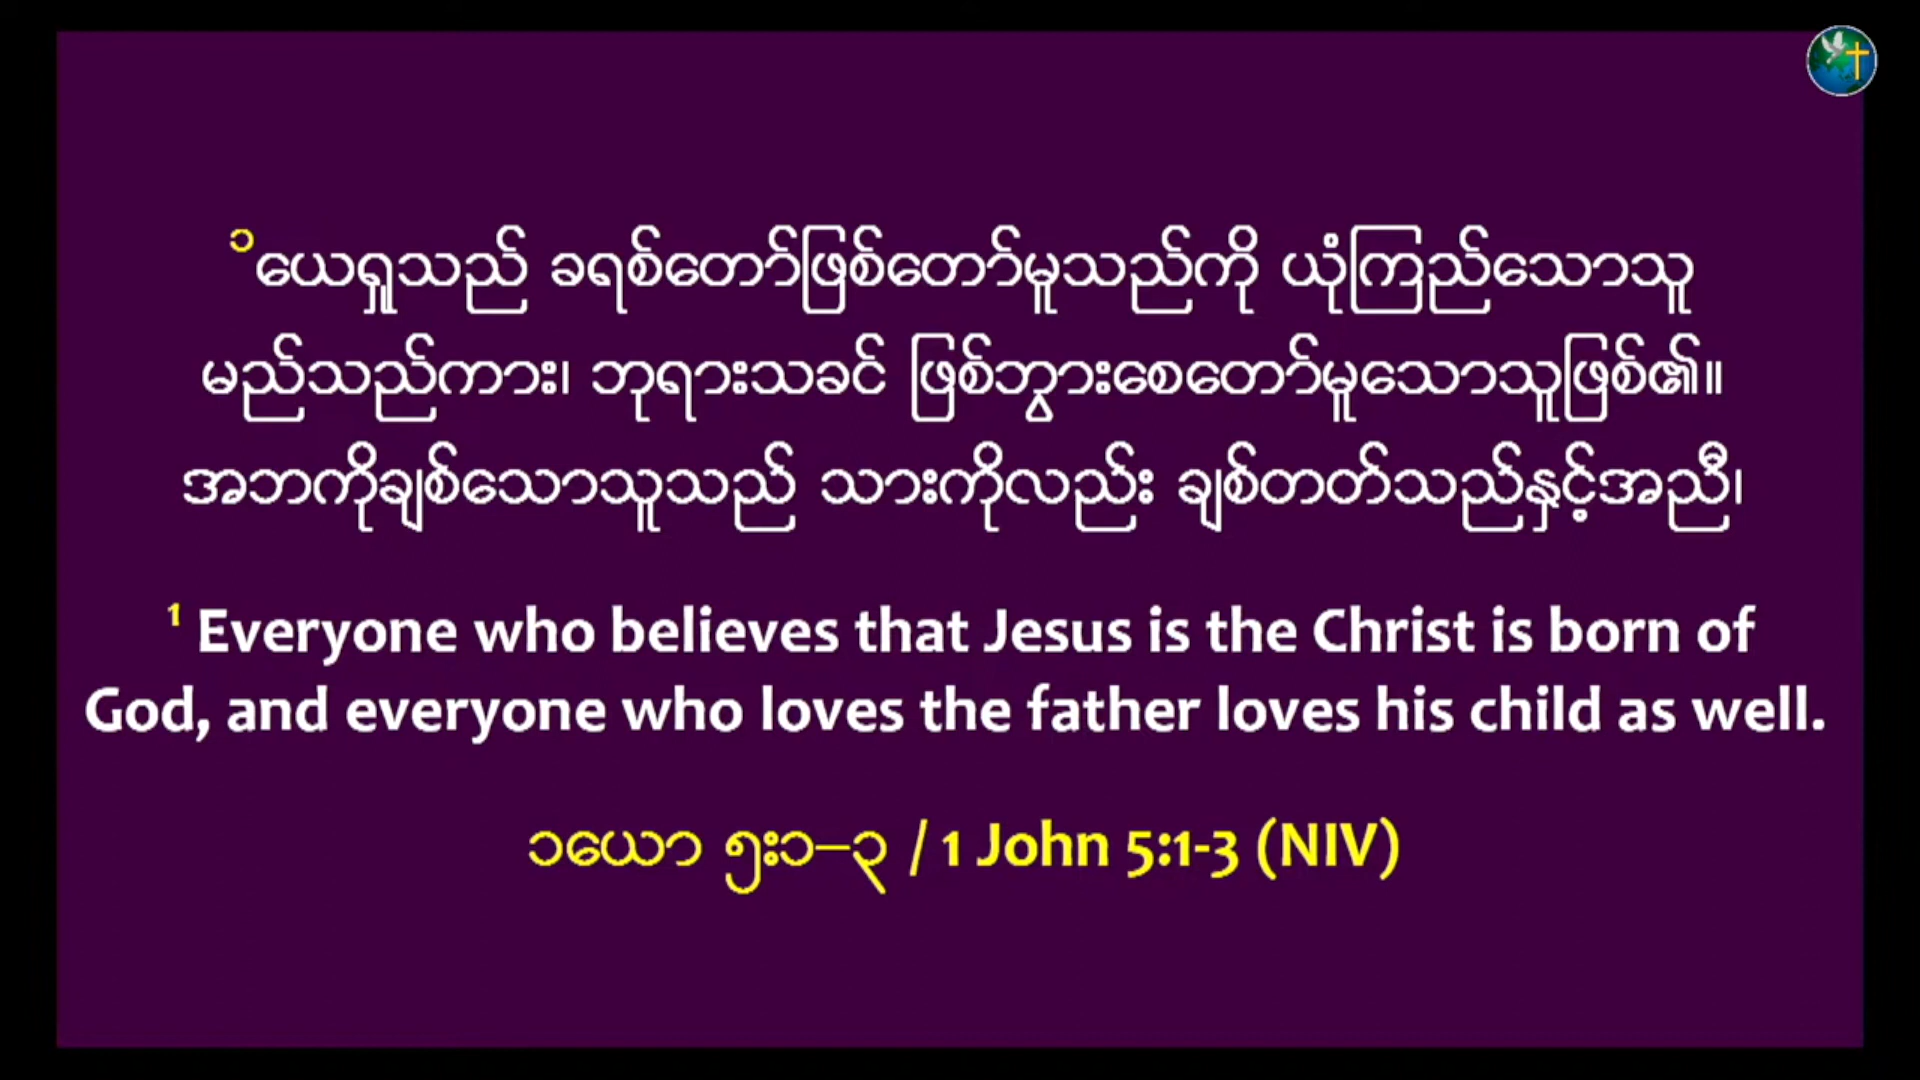 ၁ယေရှုသည် ခရစ်တော်ဖြစ်တော်မူသည်ကို ယုံကြည်သောသူ
မည်သည်ကား၊ ဘုရားသခင် ဖြစ်ဘွားစေတော်မူသောသူဖြစ်၏။
အဘကိုချစ်သောသူသည် သားကိုလည်း ချစ်တတ်သည်နှင့်အညီ၊
1 Everyone who believes that Jesus is the Christ is born of
God, and everyone who loves the father loves his child as well.
၁ယော ၅း၁–၃ / 1 John 5:1-3 (NIV)